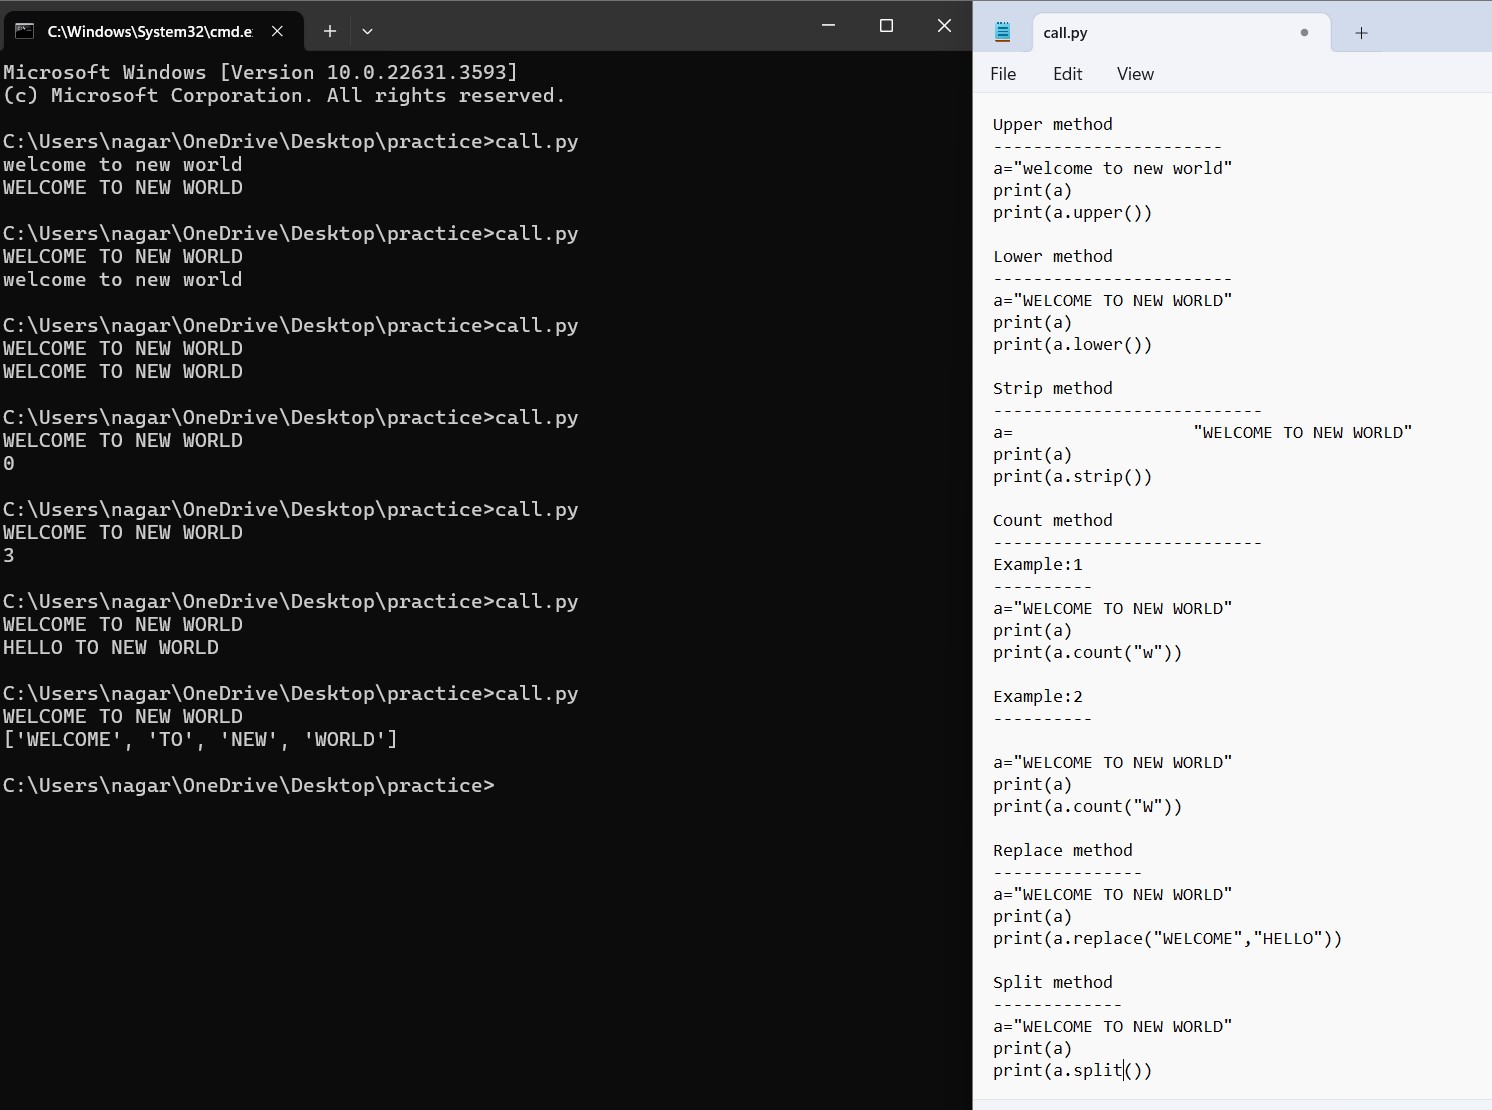 C:\Windows\System32\cmd.e
Microsoft Windows [Version 10.0.22631.3593]
(c) Microsoft Corporation. All rights reserved.
C:\Users\nagar\OneDrive\Desktop\practice>call.py
welcome to new world
WELCOME TO NEW WORLD
C:\Users\nagar\OneDrive\Desktop\practice>call.py
WELCOME TO NEW WORLD
welcome to new world
C:\Users\nagar\OneDrive\Desktop\practice>call.py
WELCOME TO NEW WORLD
WELCOME TO NEW WORLD
C:\Users\nagar\OneDrive\Desktop\practice>call.py
WELCOME TO NEW WORLD
0
C:\Users\nagar\OneDrive\Desktop\practice>call.py
WELCOME TO NEW WORLD
3
C:\Users\nagar\OneDrive\Desktop\practice>call.py
WELCOME TO NEW WORLD
HELLO TO NEW WORLD
C:\Users\nagar\OneDrive\Desktop\practice>call.py
WELCOME TO NEW WORLD
['WELCOME', 'TO', 'NEW', 'WORLD']
C:\Users\nagar\OneDrive\Desktop\practice>
call.py
File Edit View
Upper method
-----------------------
a="welcome to new world"
print(a)
print(a.upper())
Lower method
------------------------
a="WELCOME TO NEW WORLD"
print(a)
print(a.lower())
Strip method
---------------------------
a=                  "WELCOME TO NEW WORLD"
print(a)
print(a.strip())
Count method
---------------------------
Example:1
----------
a="WELCOME TO NEW WORLD"
print(a)
print(a.count("w"))
Example:2
----------
a="WELCOME TO NEW WORLD"
print(a)
print(a.count("W"))
Replace method
---------------
a="WELCOME TO NEW WORLD"
print(a)
print(a.replace("WELCOME","HELLO"))
Split method
-------------
a="WELCOME TO NEW WORLD"
print(a)
print(a.split())